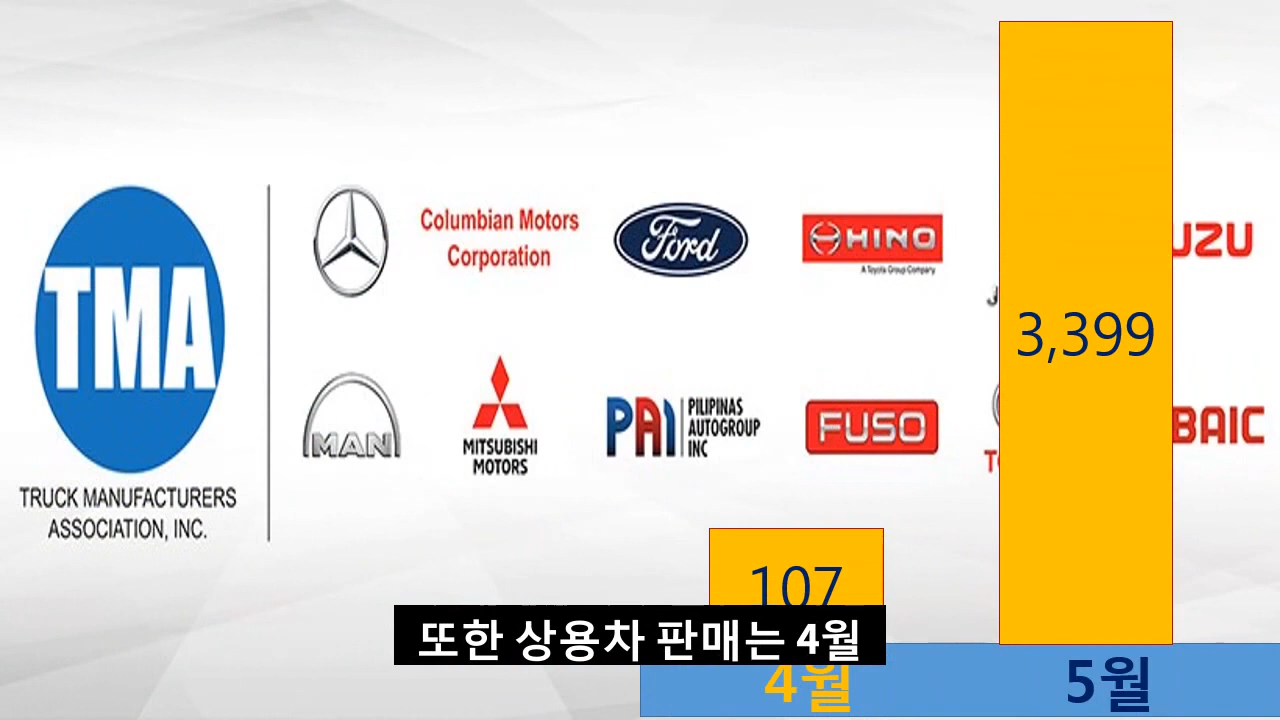 TMA
TRUCK MANUFACTURERS
ASSOCIATION, INC.
Columbian Motors
Corporation
Ford
HINO
A Toyota Group Company
UZU
MAN
MITSUBISHI
MOTORS
PAI
PILIPINAS
AUTOGROUP
INC
FUSO
BAIC
3,399
107
또한 상용차 판매는 4월
4월
5월